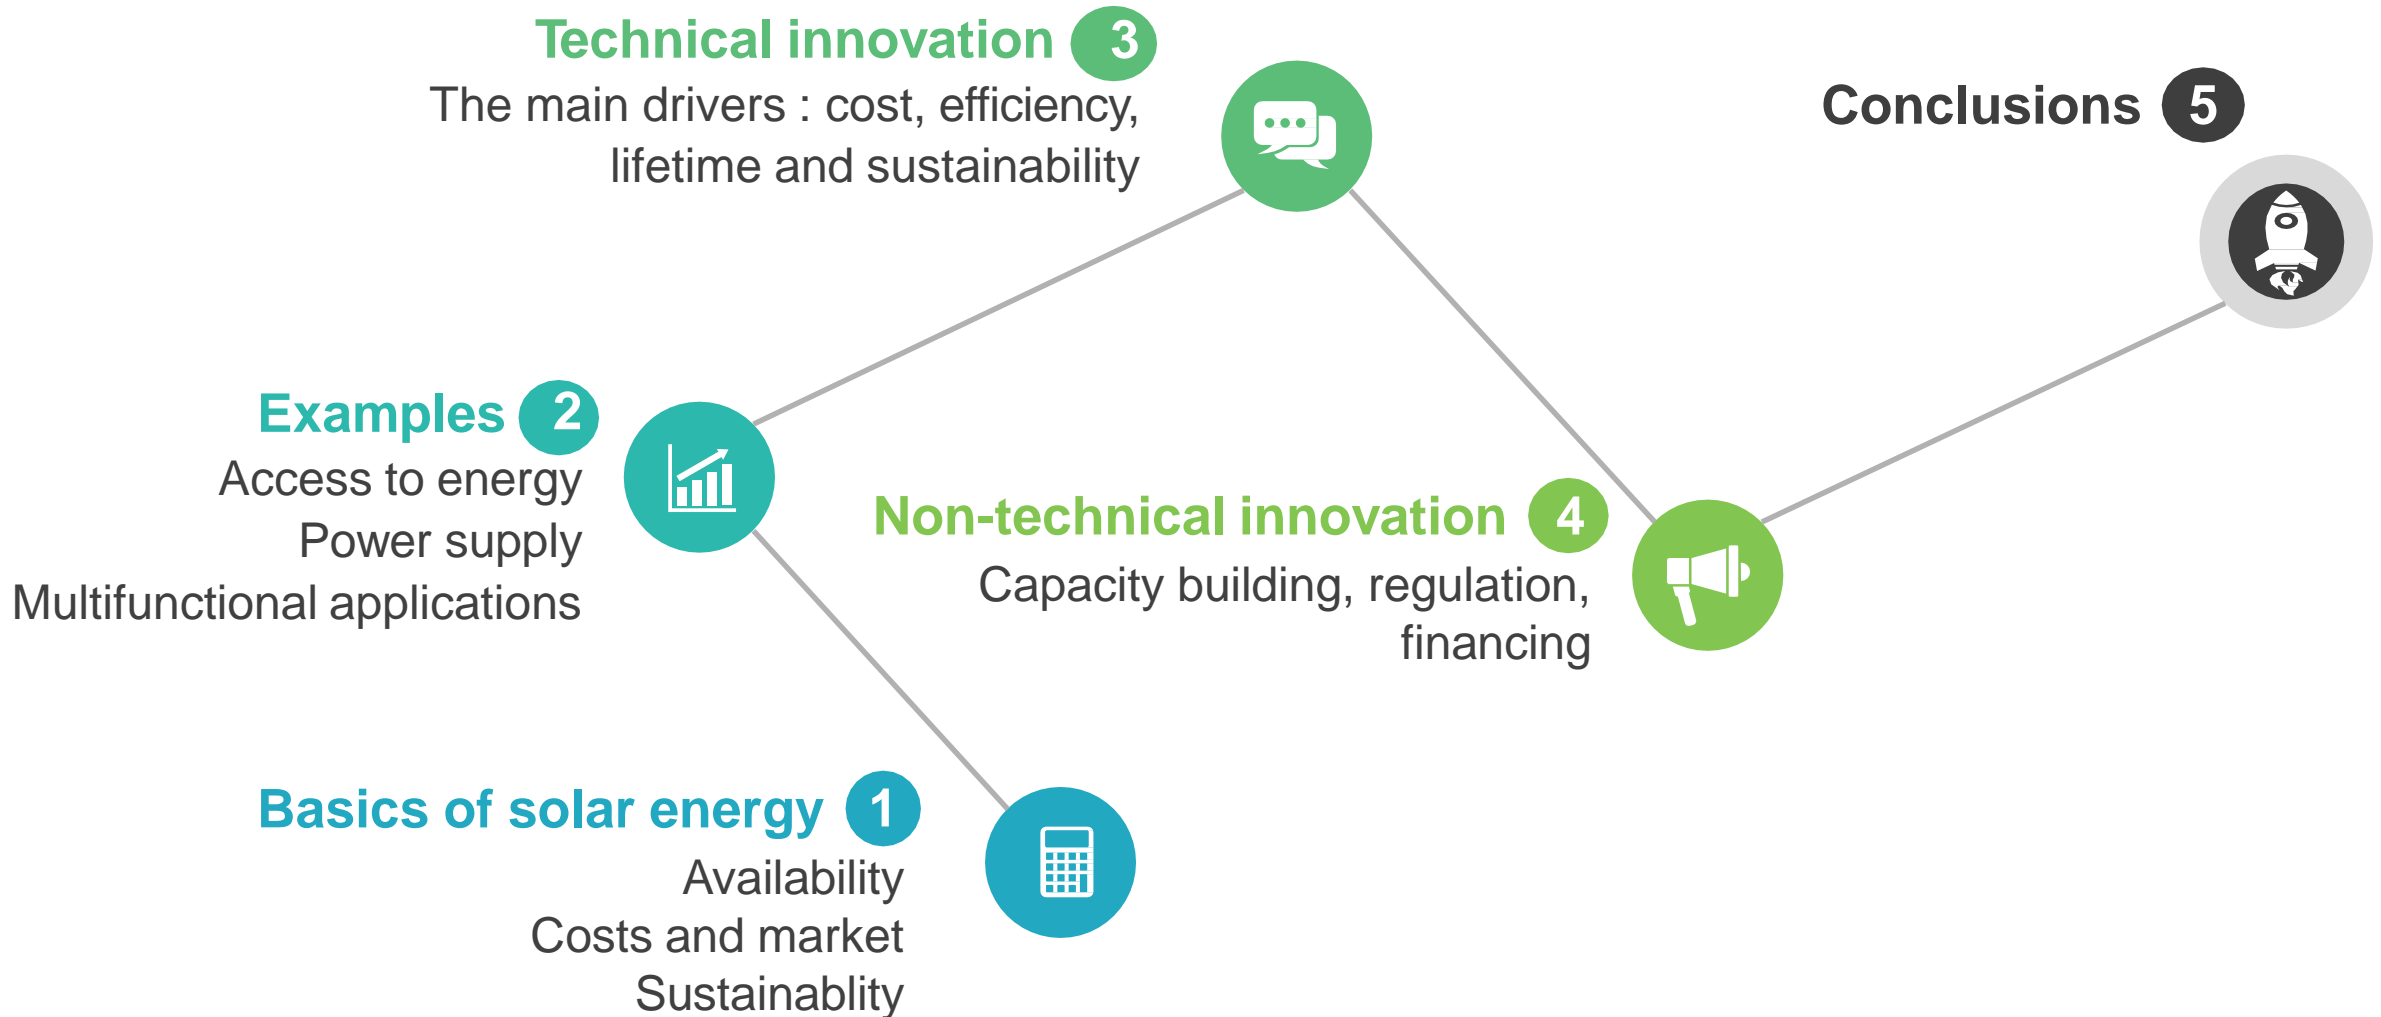 Technical innovation 3
The main drivers : cost, efficiency,
lifetime and sustainability
Conclusions 5
Examples 2
Access to energy
Power supply
Multifunctional applications
Non-technical innovation 4
Capacity building, regulation,
financing
Basics of solar energy 1
Availability
Costs and market
Sustainablity